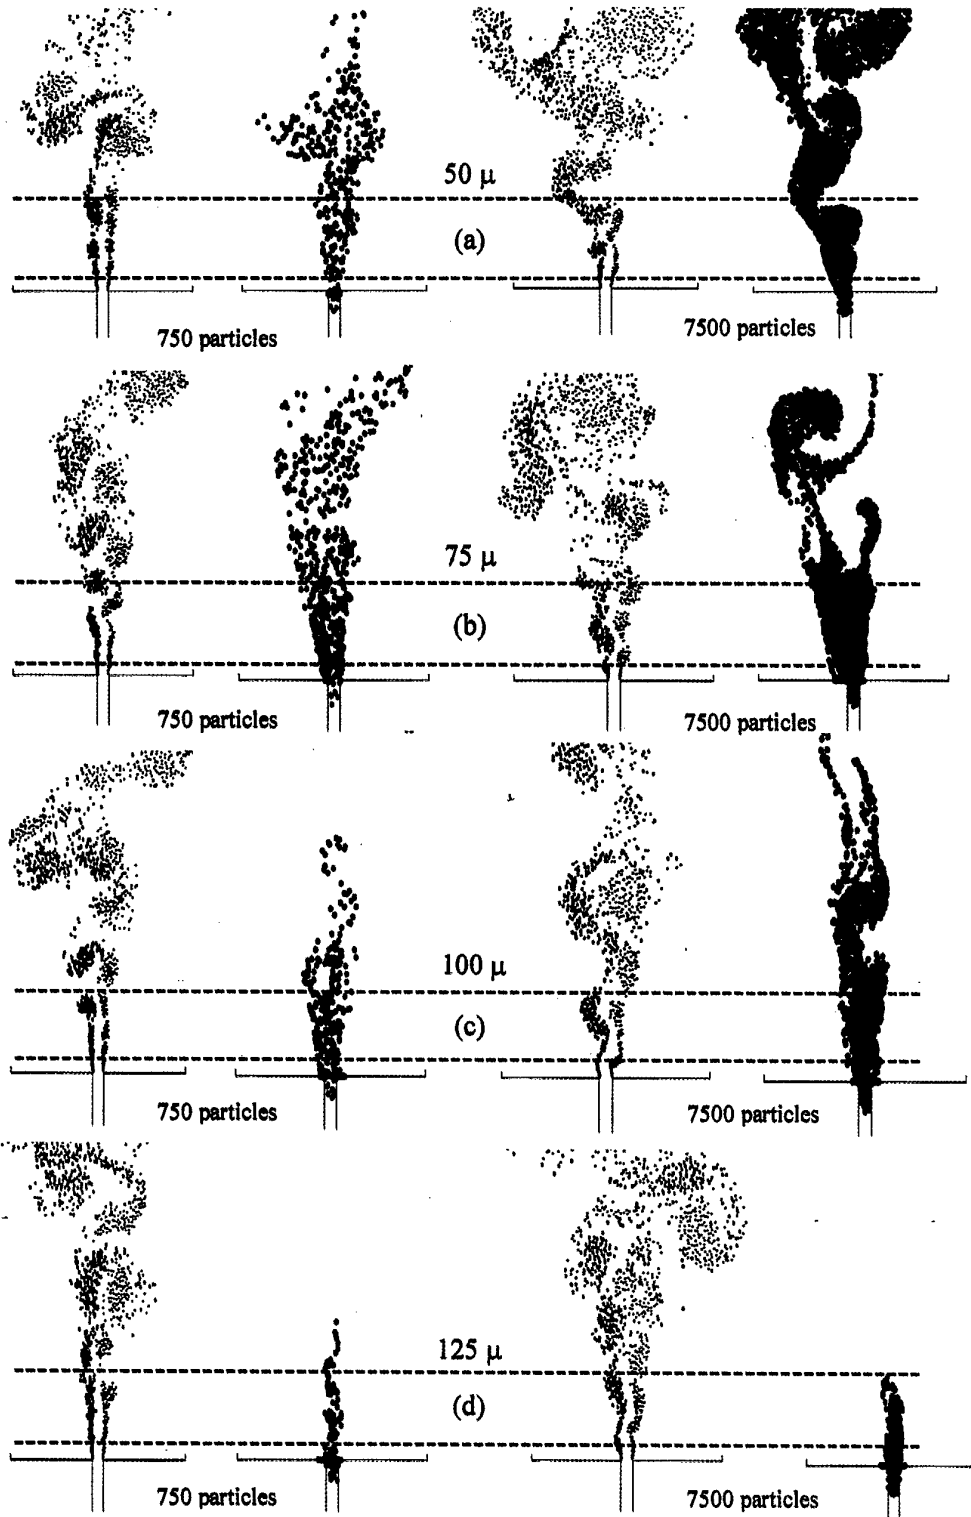 50 μ
(a)
750 particles
7500 particles
75 μ
(b)
750 particles
7500 particles
100 μ
(c)
750 particles
7500 particles
125 μ
(d)
750 particles
7500 particles